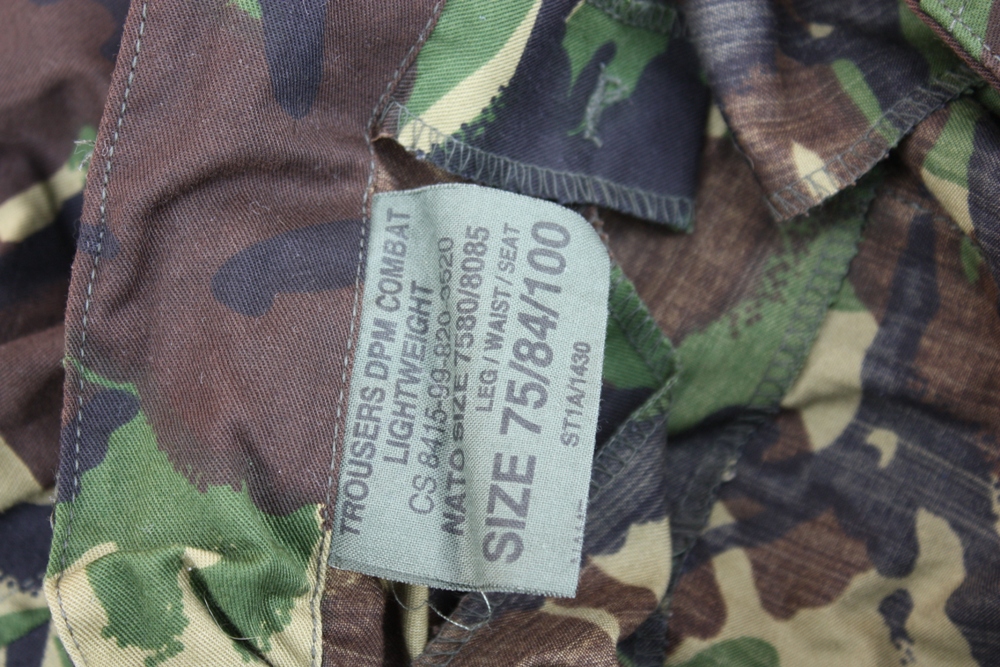 TROUSERS DPM COMBAT
LIGHTWEIGHT
CS 8415-99-820-3520
NATO SIZE 7580/8085
LEG / WAIST / SEAT
SIZE 75/84/100
ST1A/1430